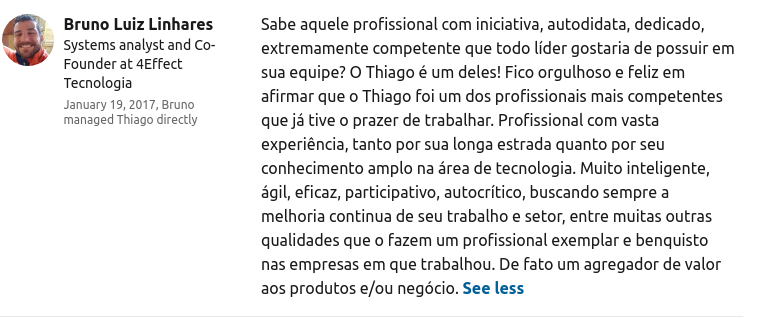 Bruno Luiz Linhares
Systems analyst and Co-
Founder at 4Effect
Tecnologia
January 19, 2017, Bruno
managed Thiago directly
Sabe aquele profissional com iniciativa, autodidata, dedicado,
extremamente competente que todo líder gostaria de possuir em
sua equipe? O Thiago é um deles! Fico orgulhoso e feliz em
afirmar que o Thiago foi um dos profissionais mais competentes
que já tive o prazer de trabalhar. Profissional com vasta
experiência, tanto por sua longa estrada quanto por seu
conhecimento amplo na área de tecnologia. Muito inteligente,
ágil, eficaz, participativo, autocrítico, buscando sempre a
melhoria continua de seu trabalho e setor, entre muitas outras
qualidades que o fazem um profissional exemplar e benquisto
nas empresas em que trabalhou. De fato um agregador de valor
aos produtos e/ou negócio. See less